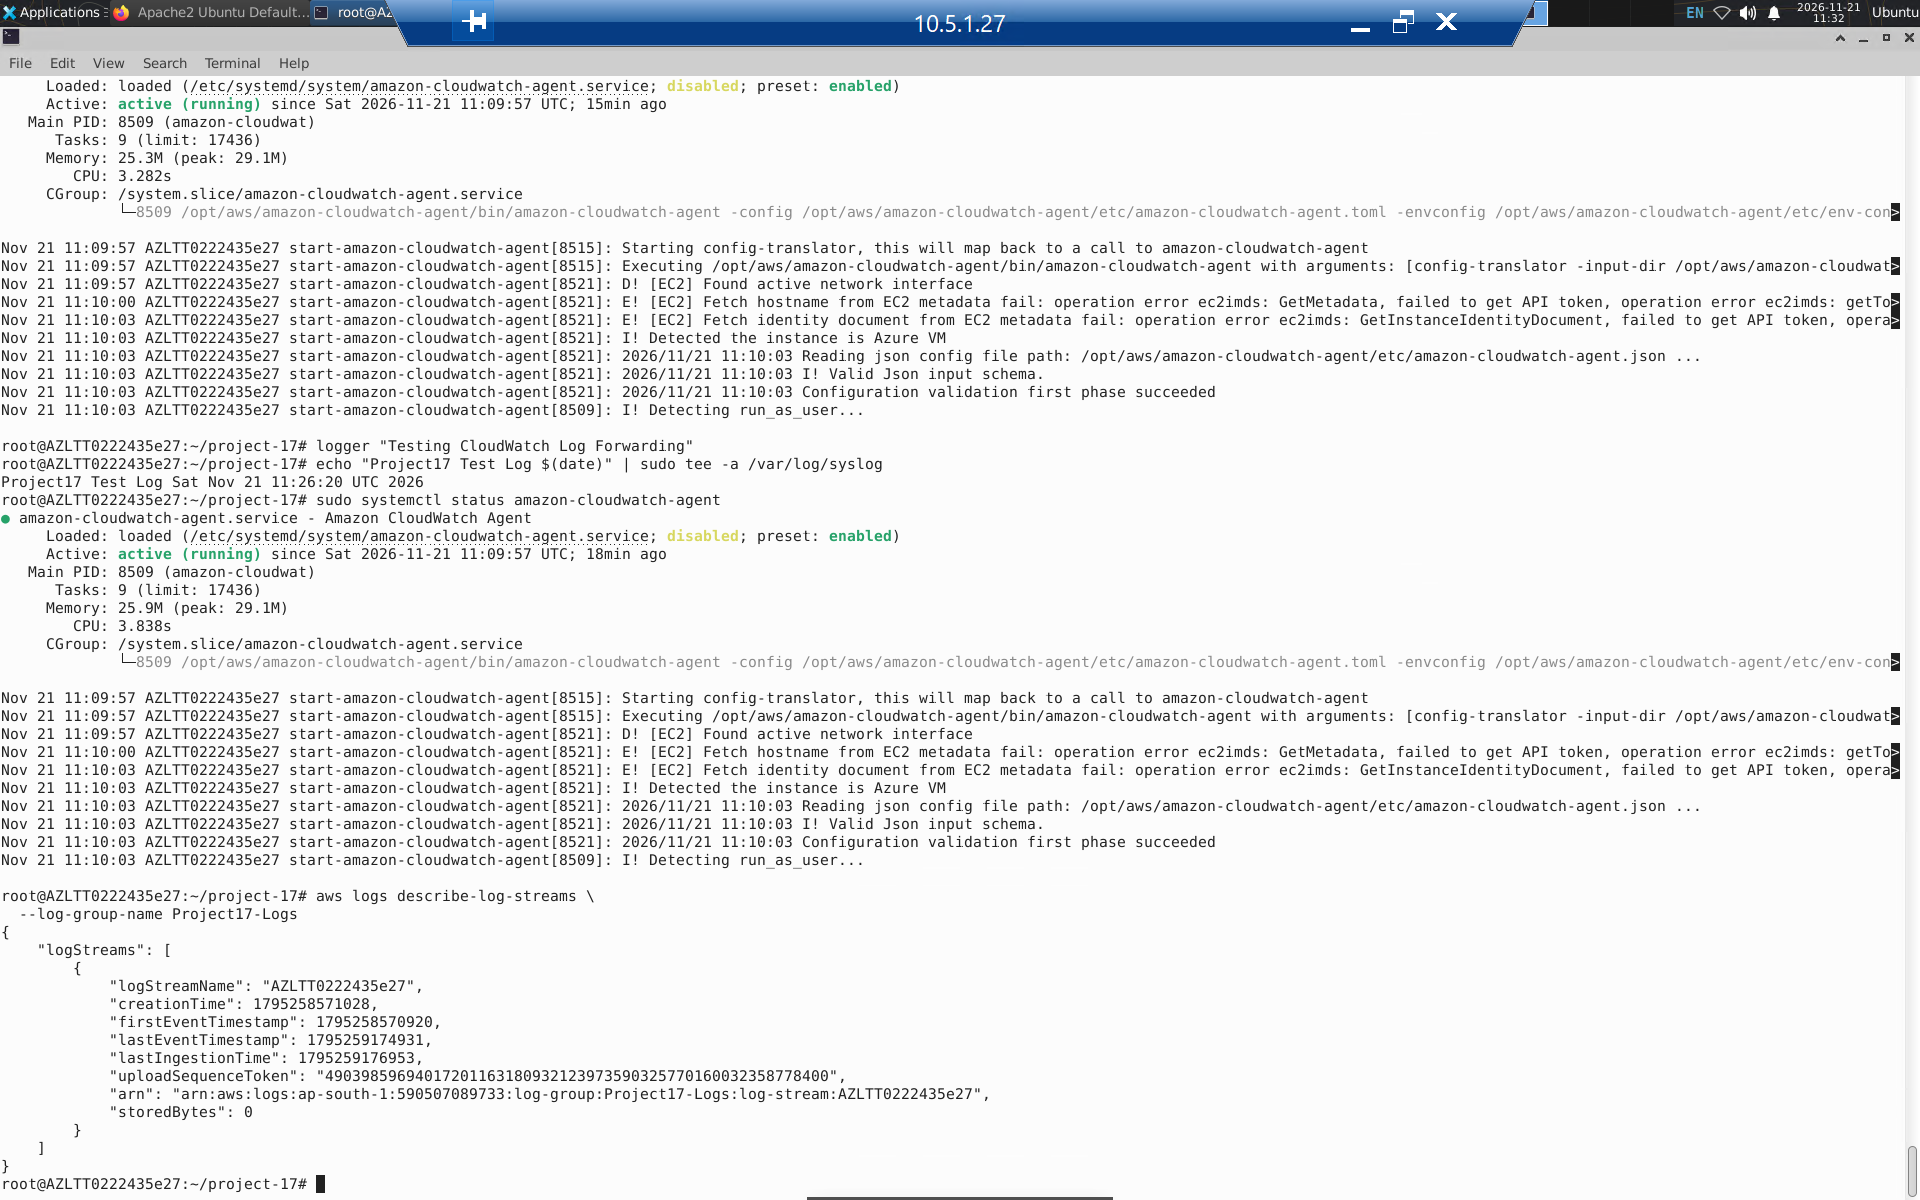 Applications
Apache2 Ubuntu Default...
root@AZ
10.5.1.27
EN
2026-11-21
11:32
Ubuntu
File Edit View Search Terminal Help
Loaded: loaded (/etc/systemd/system/amazon-cloudwatch-agent.service; disabled; preset: enabled)
Active: active (running) since Sat 2026-11-21 11:09:57 UTC; 15min ago
Main PID: 8509 (amazon-cloudwat)
Tasks: 9 (limit: 17436)
Memory: 25.3M (peak: 29.1M)
CPU: 3.282s
CGroup: /system.slice/amazon-cloudwatch-agent.service
└─8509 /opt/aws/amazon-cloudwatch-agent/bin/amazon-cloudwatch-agent -config /opt/aws/amazon-cloudwatch-agent/etc/amazon-cloudwatch-agent.toml -envconfig /opt/aws/amazon-cloudwatch-agent/etc/env-con>
Nov 21 11:09:57 AZLTT0222435e27 start-amazon-cloudwatch-agent[8515]: Starting config-translator, this will map back to a call to amazon-cloudwatch-agent
Nov 21 11:09:57 AZLTT0222435e27 start-amazon-cloudwatch-agent[8515]: Executing /opt/aws/amazon-cloudwatch-agent/bin/amazon-cloudwatch-agent with arguments: [config-translator -input-dir /opt/aws/amazon-cloudwat>
Nov 21 11:09:57 AZLTT0222435e27 start-amazon-cloudwatch-agent[8521]: D! [EC2] Found active network interface
Nov 21 11:10:00 AZLTT0222435e27 start-amazon-cloudwatch-agent[8521]: E! [EC2] Fetch hostname from EC2 metadata fail: operation error ec2imds: GetMetadata, failed to get API token, operation error ec2imds: getTo>
Nov 21 11:10:03 AZLTT0222435e27 start-amazon-cloudwatch-agent[8521]: E! [EC2] Fetch identity document from EC2 metadata fail: operation error ec2imds: GetInstanceIdentityDocument, failed to get API token, opera>
Nov 21 11:10:03 AZLTT0222435e27 start-amazon-cloudwatch-agent[8521]: I! Detected the instance is Azure VM
Nov 21 11:10:03 AZLTT0222435e27 start-amazon-cloudwatch-agent[8521]: 2026/11/21 11:10:03 Reading json config file path: /opt/aws/amazon-cloudwatch-agent/etc/amazon-cloudwatch-agent.json ...
Nov 21 11:10:03 AZLTT0222435e27 start-amazon-cloudwatch-agent[8521]: 2026/11/21 11:10:03 I! Valid Json input schema.
Nov 21 11:10:03 AZLTT0222435e27 start-amazon-cloudwatch-agent[8521]: 2026/11/21 11:10:03 Configuration validation first phase succeeded
Nov 21 11:10:03 AZLTT0222435e27 start-amazon-cloudwatch-agent[8509]: I! Detecting run_as_user...
root@AZLTT0222435e27:~/project-17# logger "Testing CloudWatch Log Forwarding"
root@AZLTT0222435e27:~/project-17# echo "Project17 Test Log $(date)" | sudo tee -a /var/log/syslog
Project17 Test Log Sat Nov 21 11:26:20 UTC 2026
root@AZLTT0222435e27:~/project-17# sudo systemctl status amazon-cloudwatch-agent
● amazon-cloudwatch-agent.service - Amazon CloudWatch Agent
Loaded: loaded (/etc/systemd/system/amazon-cloudwatch-agent.service; disabled; preset: enabled)
Active: active (running) since Sat 2026-11-21 11:09:57 UTC; 18min ago
Main PID: 8509 (amazon-cloudwat)
Tasks: 9 (limit: 17436)
Memory: 25.9M (peak: 29.1M)
CPU: 3.838s
CGroup: /system.slice/amazon-cloudwatch-agent.service
└─8509 /opt/aws/amazon-cloudwatch-agent/bin/amazon-cloudwatch-agent -config /opt/aws/amazon-cloudwatch-agent/etc/amazon-cloudwatch-agent.toml -envconfig /opt/aws/amazon-cloudwatch-agent/etc/env-con>
Nov 21 11:09:57 AZLTT0222435e27 start-amazon-cloudwatch-agent[8515]: Starting config-translator, this will map back to a call to amazon-cloudwatch-agent
Nov 21 11:09:57 AZLTT0222435e27 start-amazon-cloudwatch-agent[8515]: Executing /opt/aws/amazon-cloudwatch-agent/bin/amazon-cloudwatch-agent with arguments: [config-translator -input-dir /opt/aws/amazon-cloudwat>
Nov 21 11:09:57 AZLTT0222435e27 start-amazon-cloudwatch-agent[8521]: D! [EC2] Found active network interface
Nov 21 11:10:00 AZLTT0222435e27 start-amazon-cloudwatch-agent[8521]: E! [EC2] Fetch hostname from EC2 metadata fail: operation error ec2imds: GetMetadata, failed to get API token, operation error ec2imds: getTo>
Nov 21 11:10:03 AZLTT0222435e27 start-amazon-cloudwatch-agent[8521]: E! [EC2] Fetch identity document from EC2 metadata fail: operation error ec2imds: GetInstanceIdentityDocument, failed to get API token, opera>
Nov 21 11:10:03 AZLTT0222435e27 start-amazon-cloudwatch-agent[8521]: I! Detected the instance is Azure VM
Nov 21 11:10:03 AZLTT0222435e27 start-amazon-cloudwatch-agent[8521]: 2026/11/21 11:10:03 Reading json config file path: /opt/aws/amazon-cloudwatch-agent/etc/amazon-cloudwatch-agent.json ...
Nov 21 11:10:03 AZLTT0222435e27 start-amazon-cloudwatch-agent[8521]: 2026/11/21 11:10:03 I! Valid Json input schema.
Nov 21 11:10:03 AZLTT0222435e27 start-amazon-cloudwatch-agent[8521]: 2026/11/21 11:10:03 Configuration validation first phase succeeded
Nov 21 11:10:03 AZLTT0222435e27 start-amazon-cloudwatch-agent[8509]: I! Detecting run_as_user...
root@AZLTT0222435e27:~/project-17# aws logs describe-log-streams \
--log-group-name Project17-Logs
{
"logStreams": [
{
"logStreamName": "AZLTT0222435e27",
"creationTime": 1795258571028,
"firstEventTimestamp": 1795258570920,
"lastEventTimestamp": 1795259174931,
"lastIngestionTime": 1795259176953,
"uploadSequenceToken": "49039859694017201163180932123973590325770160032358778400",
"arn": "arn:aws:logs:ap-south-1:590507089733:log-group:Project17-Logs:log-stream:AZLTT0222435e27",
"storedBytes": 0
}
]
}
root@AZLTT0222435e27:~/project-17#